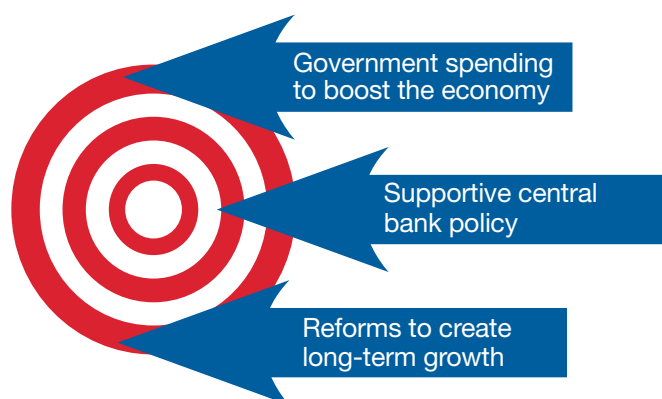 Government spending
to boost the economy
Supportive central
bank policy
Reforms to create
long-term growth